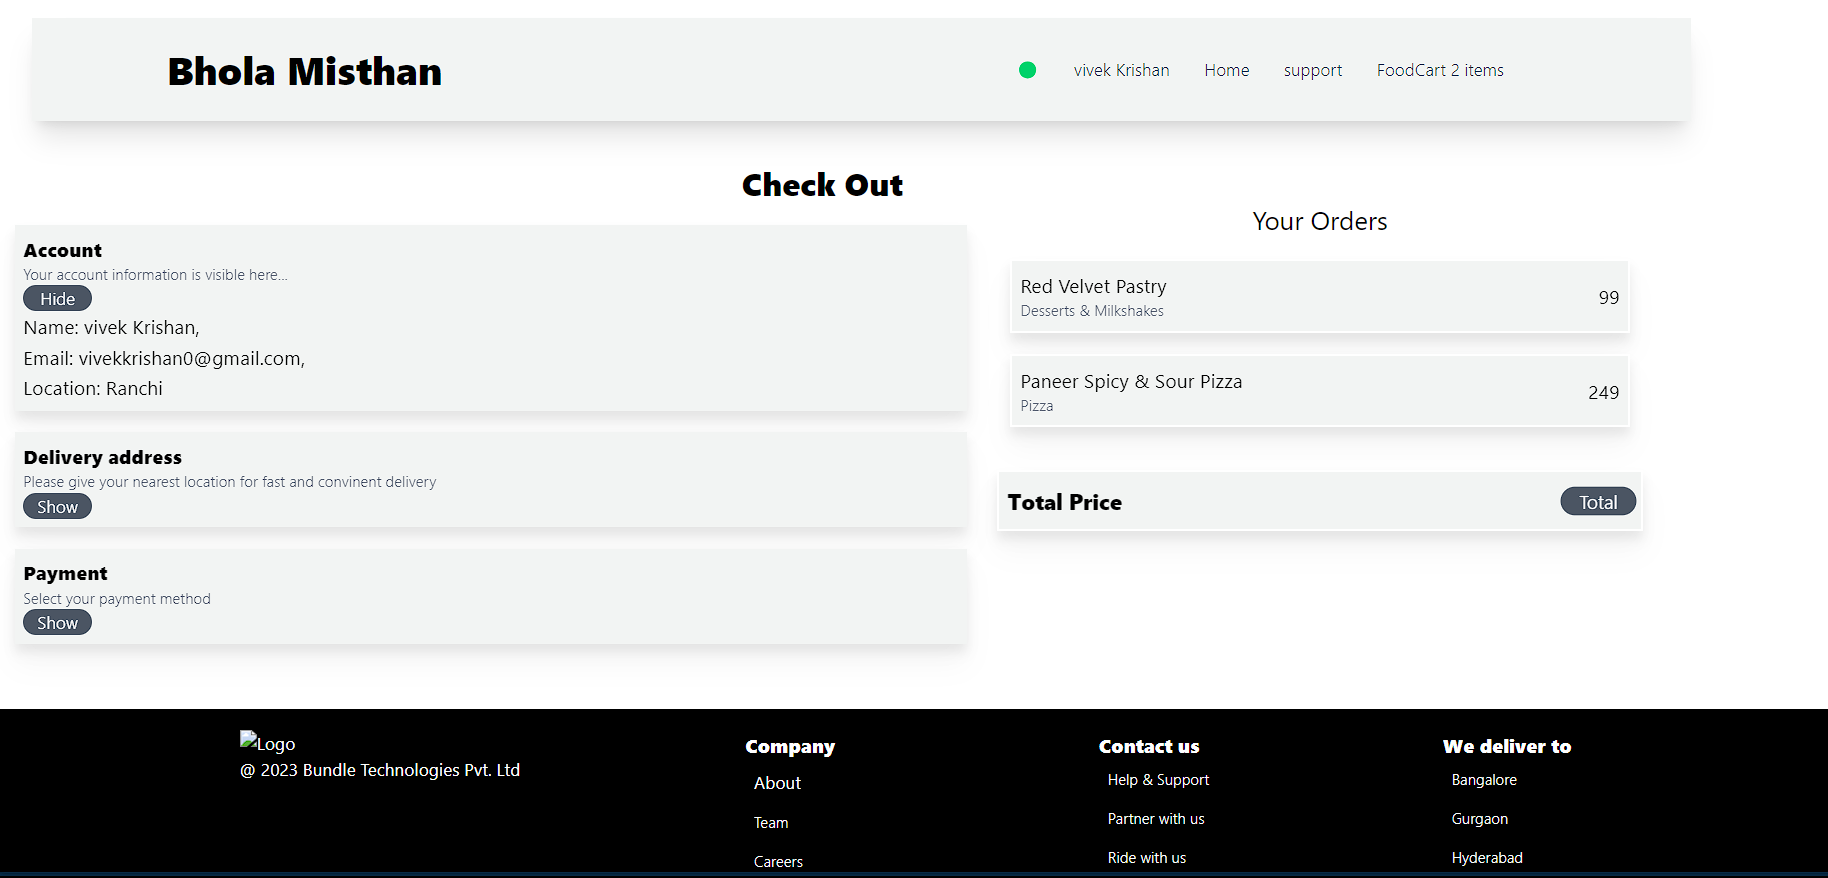 Bhola Misthan
vivek Krishan
Home
support
FoodCart 2 items
Check Out
Account
Your account information is visible here...
Hide
Name: vivek Krishan,
Email: vivekkrishan0@gmail.com,
Location: Ranchi
Delivery address
Please give your nearest location for fast and convinent delivery
Show
Payment
Select your payment method
Show
Your Orders
Red Velvet Pastry
Desserts & Milkshakes
99
Paneer Spicy & Sour Pizza
Pizza
249
Total Price
Total
Logo
@ 2023 Bundle Technologies Pvt. Ltd
Company
About
Team
Careers
Contact us
Help & Support
Partner with us
Ride with us
We deliver to
Bangalore
Gurgaon
Hyderabad